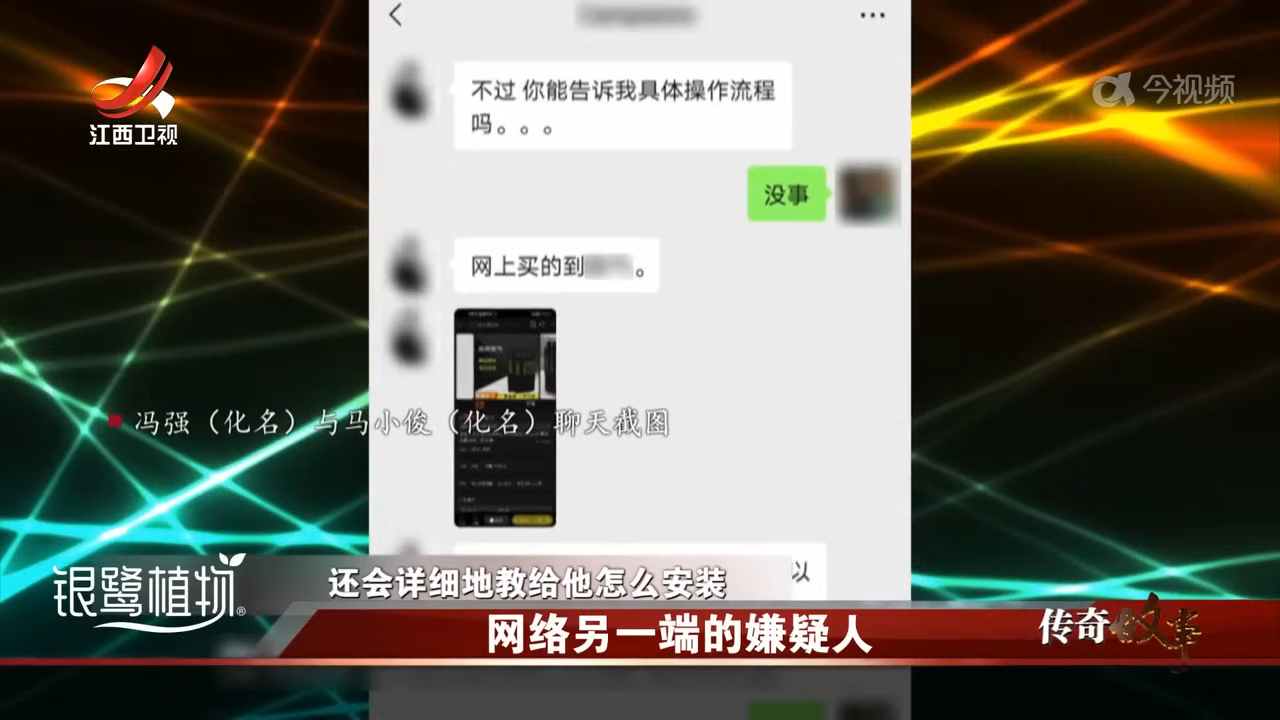 江西卫视
今视频
不过 你能告诉我具体操作流程
吗。。。
没事
网上买的到
。
冯强（化名）与马小俊（化名）聊天截图
以
银鹭植物®
还会详细地教给他怎么安装
网络另一端的嫌疑人
传奇故事